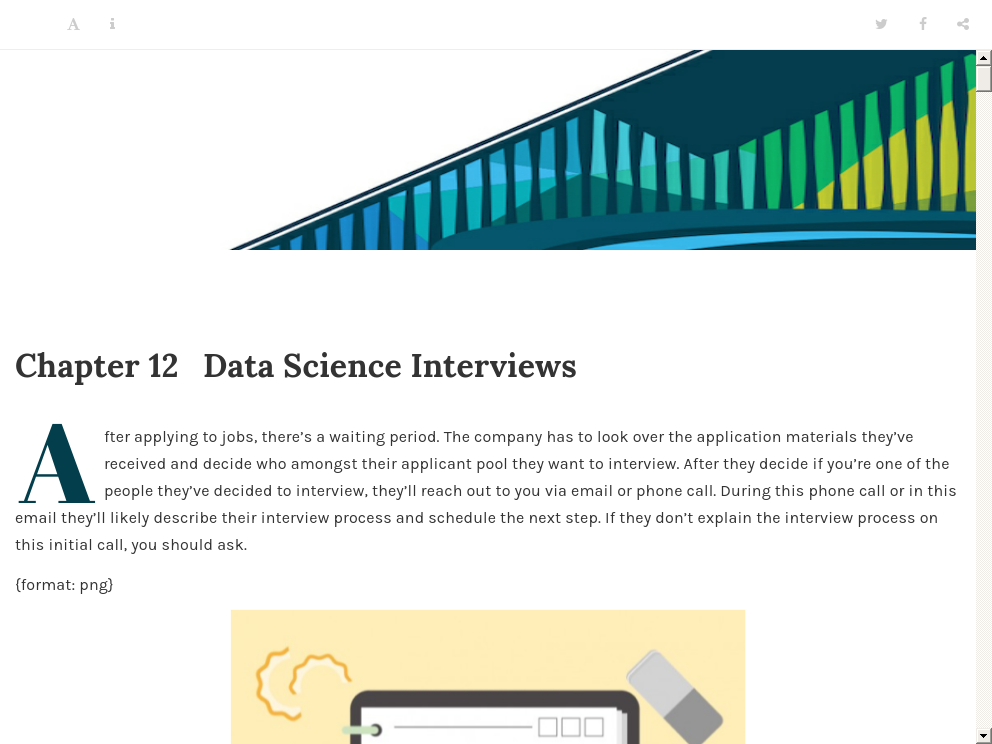 Chapter 12 Data Science Interviews
After applying to jobs, there’s a waiting period. The company has to look over the application materials they’ve
received and decide who amongst their applicant pool they want to interview. After they decide if you’re one of the
people they’ve decided to interview, they’ll reach out to you via email or phone call. During this phone call or in this
email they’ll likely describe their interview process and schedule the next step. If they don’t explain the interview process on
this initial call, you should ask.
{format: png}